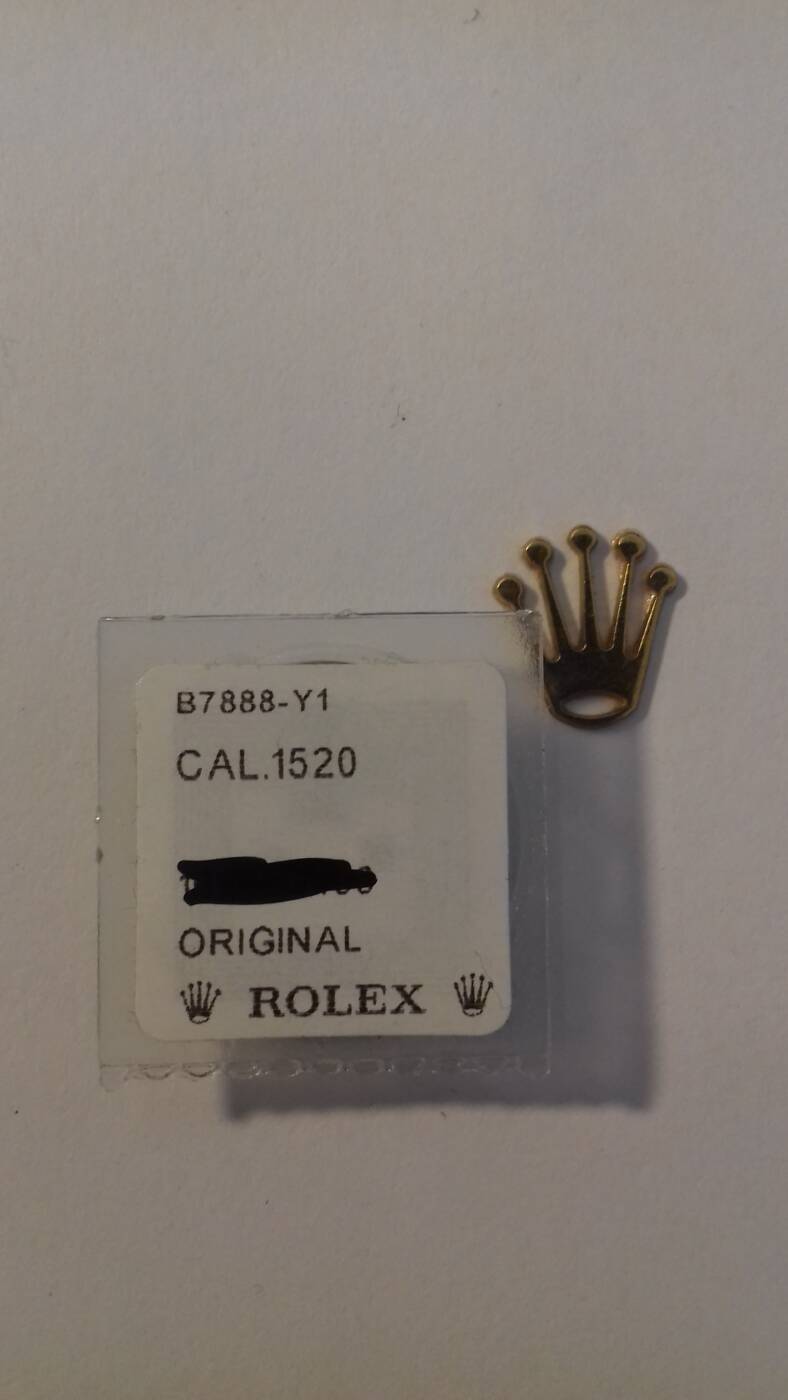 B7888-Y1
CAL.1520
ORIGINAL
ROLEX